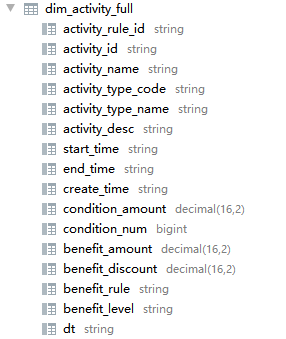 dim_activity_full
activity_rule_id string
activity_id string
activity_name string
activity_type_code string
activity_type_name string
activity_desc string
start_time string
end_time string
create_time string
condition_amount decimal(16,2)
condition_num bigint
benefit_amount decimal(16,2)
benefit_discount decimal(16,2)
benefit_rule string
benefit_level string
dt string